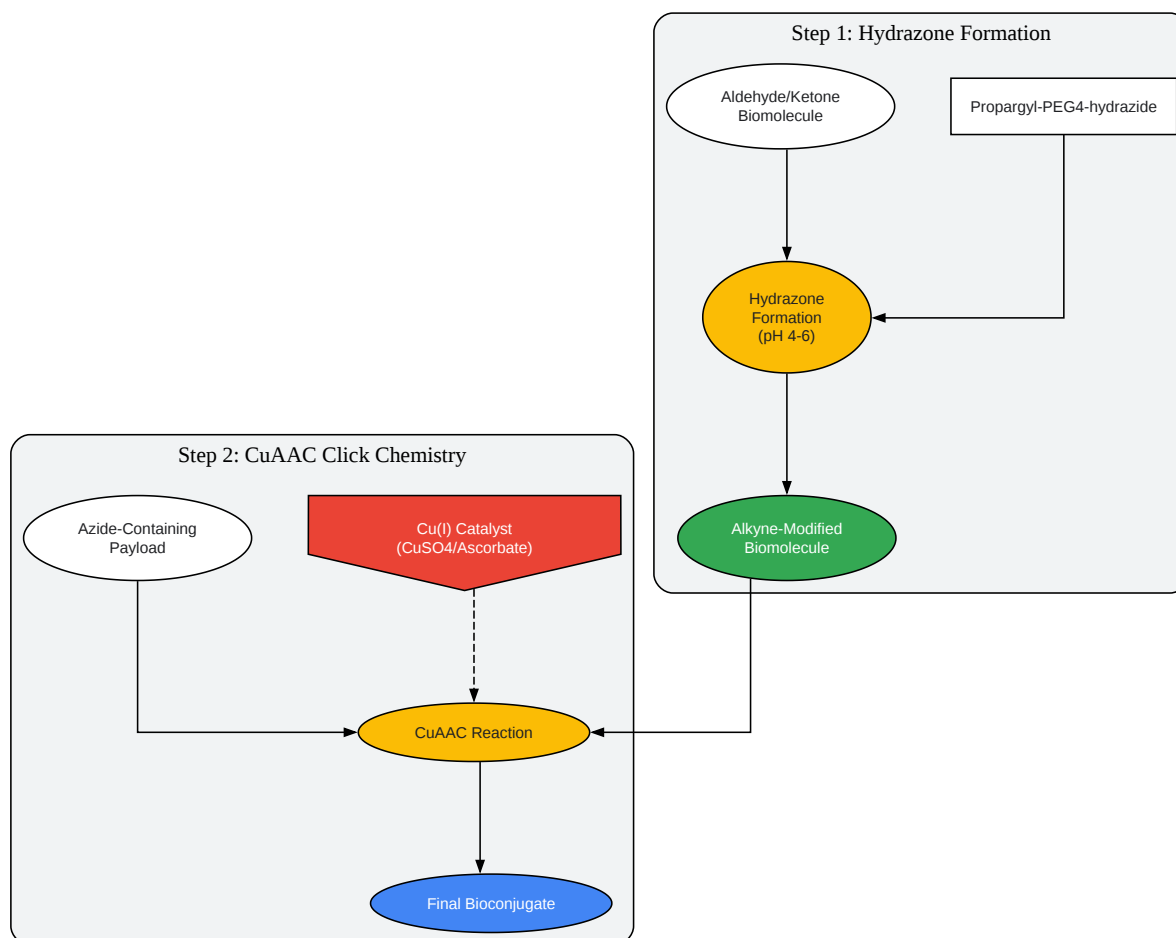 Step 1: Hydrazone Formation
Aldehyde/Ketone
Biomolecule
Propargyl-PEG4-hydrazide
Hydrazone
Formation
(pH 4-6)
Alkyne-Modified
Biomolecule
Step 2: CuAAC Click Chemistry
Azide-Containing
Payload
Cu(I) Catalyst
(CuSO4/Ascorbate)
CuAAC Reaction
Final Bioconjugate